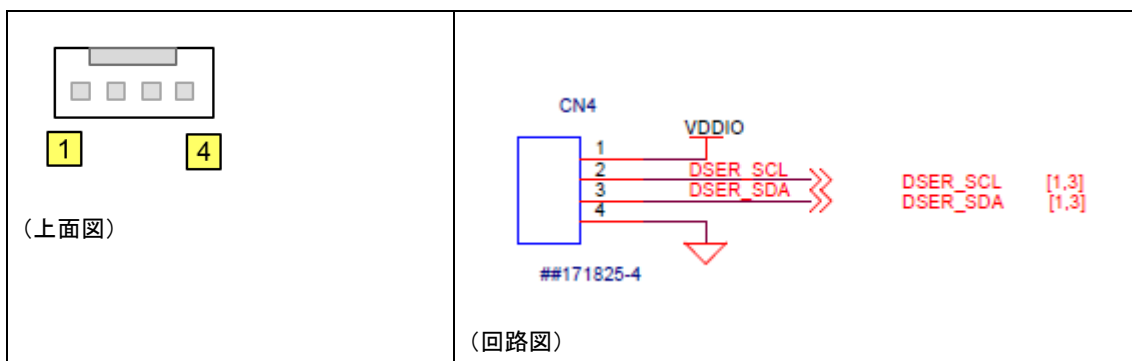 1
4
(上面図)
CN4
VDDIO
1
2
3
4
DSER_SCL
DSER_SDA
DSER_SCL [1,3]
DSER_SDA [1,3]
##171825-4
(回路図)